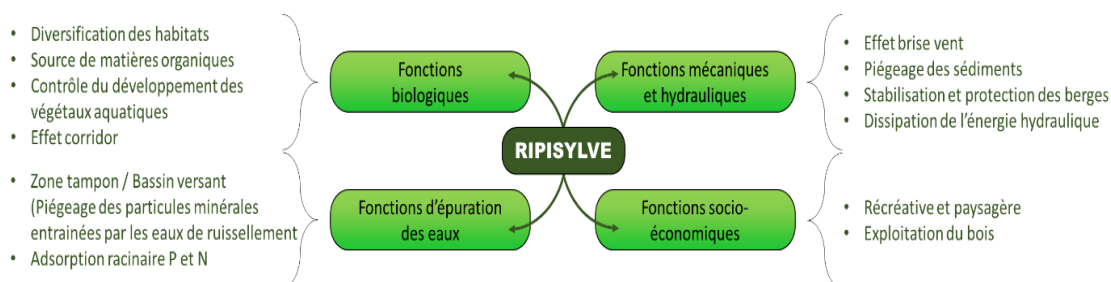 • Diversification des habitats
• Source de matières organiques
• Contrôle du développement des
végétaux aquatiques
• Effet corridor
Fonctions
biologiques
Fonctions mécaniques
et hydrauliques
• Effet brise vent
• Piégeage des sédiments
• Stabilisation et protection des berges
• Dissipation de l’énergie hydraulique
RIPISYLVE
• Zone tampon / Bassin versant
(Piégeage des particules minérales
entrainées par les eaux de ruissellement
• Adsorption racinaire P et N
Fonctions d’épuration
des eaux
Fonctions socio-
économiques
• Récréative et paysagère
• Exploitation du bois